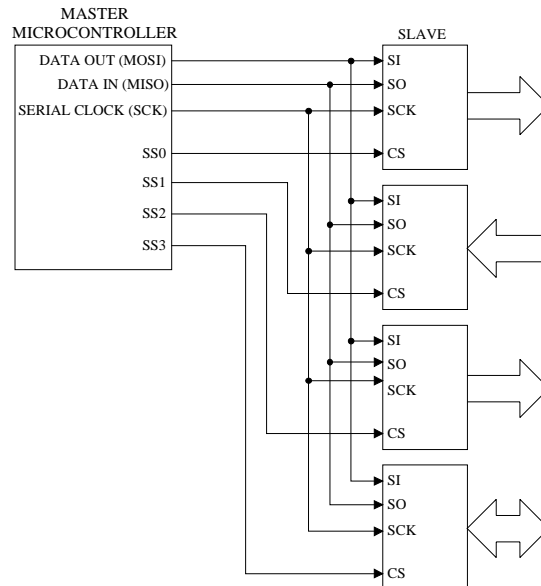 MASTER
MICROCONTROLLER
DATA OUT (MOSI)
DATA IN (MISO)
SERIAL CLOCK (SCK)
SS0
SS1
SS2
SS3
SLAVE
SI
SO
SCK
CS
SI
SO
SCK
CS
SI
SO
SCK
CS
SI
SO
SCK
CS